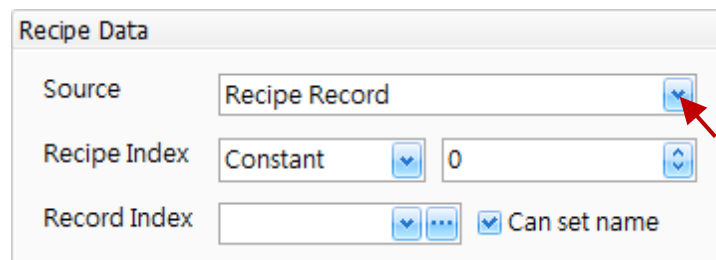 Recipe Data
Source Recipe Record
Recipe Index Constant 0
Record Index Can set name